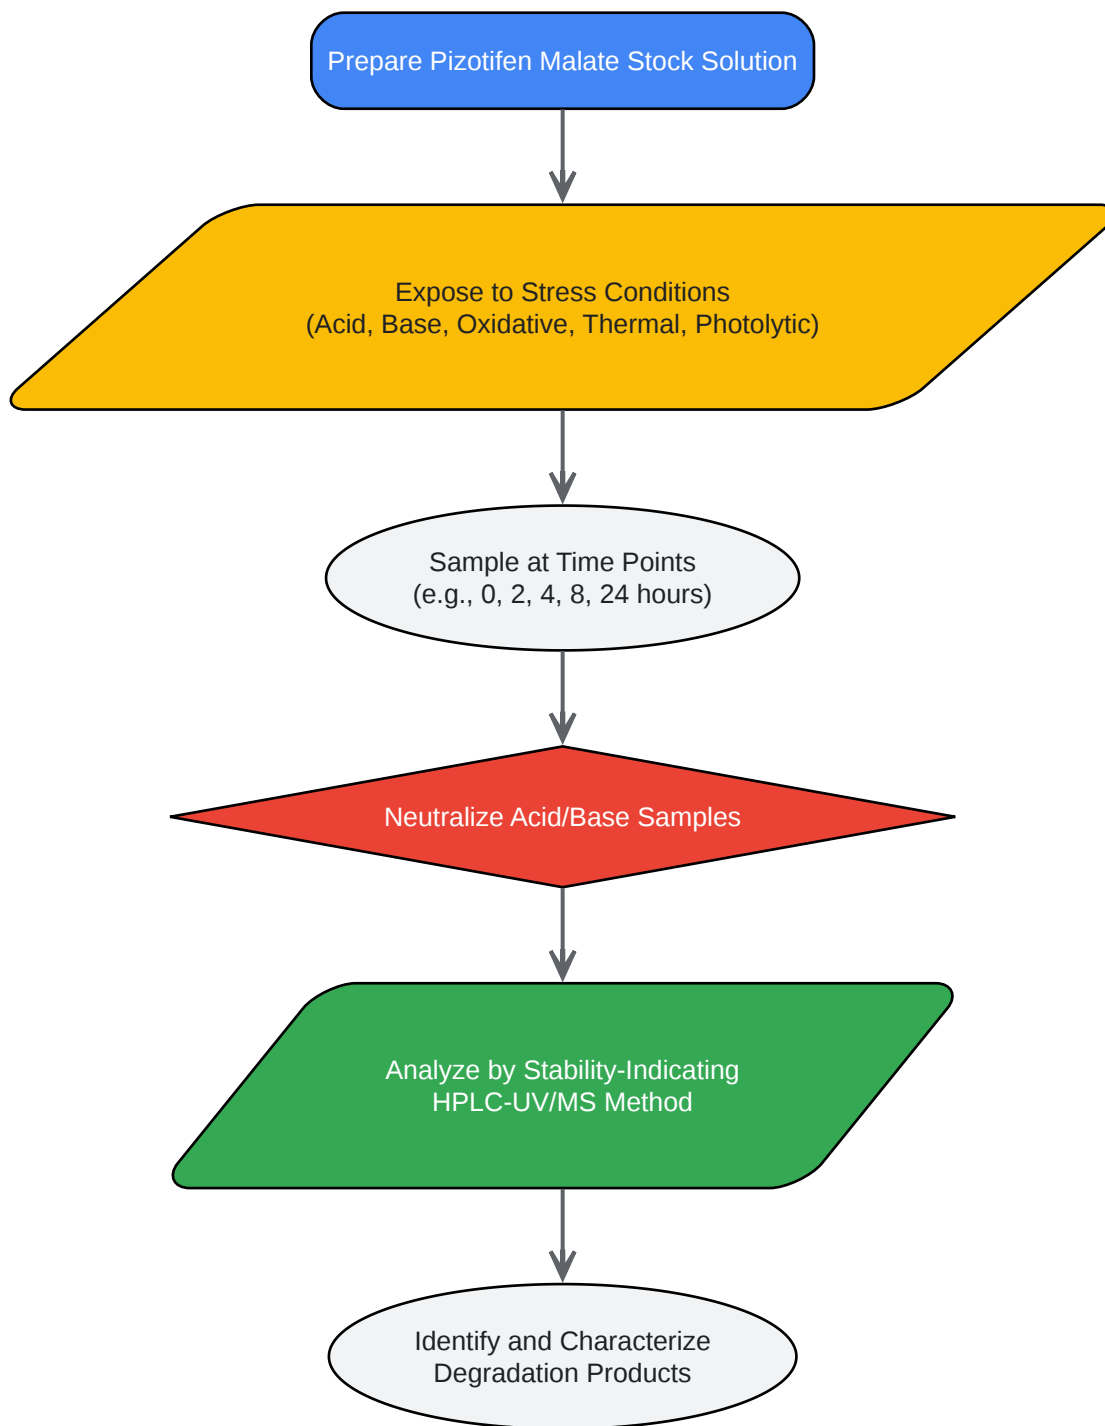 Prepare Pizotifen Malate Stock Solution
Expose to Stress Conditions
(Acid, Base, Oxidative, Thermal, Photolytic)
Sample at Time Points
(e.g., 0, 2, 4, 8, 24 hours)
Neutralize Acid/Base Samples
Analyze by Stability-Indicating
HPLC-UV/MS Method
Identify and Characterize
Degradation Products